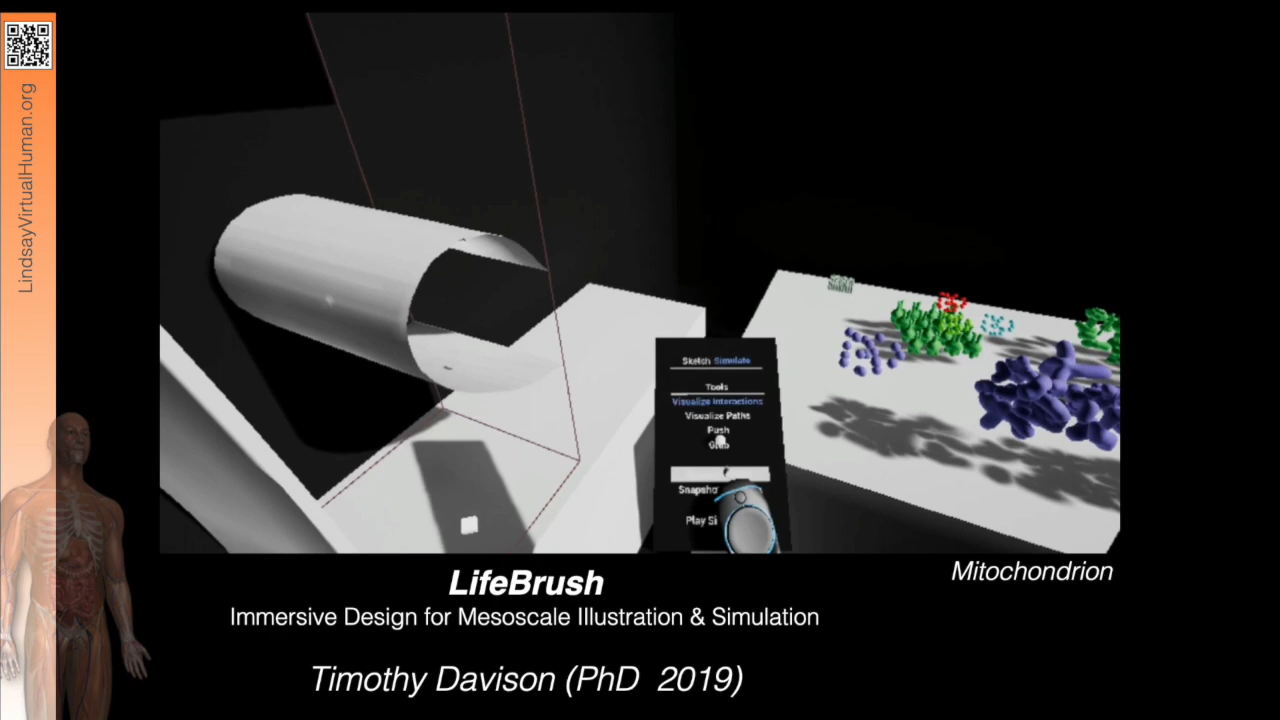 LindsayVirtualHuman.org
Sketch Simulate
Tools
Visualize Interactions
Visualize Paths
Push
Play
LifeBrush
Mitochondrion
Immersive Design for Mesoscale Illustration & Simulation
Timothy Davison (PhD 2019)